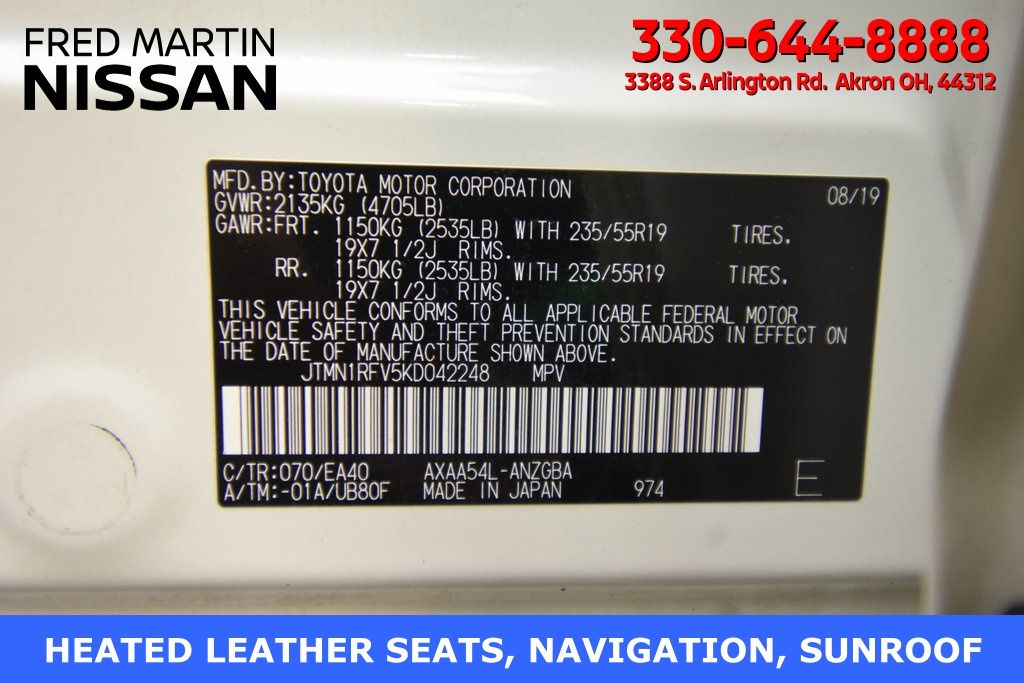 FRED MARTIN
NISSAN
330-644-8888
3388 S. Arlington Rd. Akron OH, 44312
MFD.BY:TOYOTA MOTOR CORPORATION 08/19
GVWR:2135KG (4705LB)
GAWR:FRT. 1150KG (2535LB) WITH 235/55R19 TIRES.
19X7 1/2J RIMS.
RR. 1150KG (2535LB) WITH 235/55R19 TIRES.
19X7 1/2J RIMS.
THIS VEHICLE CONFORMS TO ALL APPLICABLE FEDERAL MOTOR
VEHICLE SAFETY AND THEFT PREVENTION STANDARDS IN EFFECT ON
THE DATE OF MANUFACTURE SHOWN ABOVE.
JTMN1RFV5KD042248 MPV
C/TR:070/EA40 AXAA54L-ANZGBA
A/TM:-01A/UB80F MADE IN JAPAN 974 E
HEATED LEATHER SEATS, NAVIGATION, SUNROOF